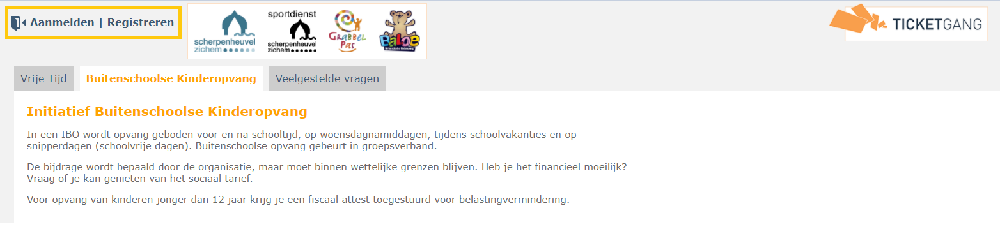 Aanmelden | Registreren
scherpenheuvel
zichem
sportdienst
scherpenheuvel
zichem
GRABBEL
PAS
BaLoe
TICKETGANG
Vrije Tijd
Buitenschoolse Kinderopvang
Veelgestelde vragen
Initiatief Buitenschoolse Kinderopvang
In een IBO wordt opvang geboden voor en na schooltijd, op woensdagnamiddagen, tijdens schoolvakanties en op
snipperdagen (schoolvrije dagen). Buitenschoolse opvang gebeurt in groepsverband.
De bijdrage wordt bepaald door de organisatie, maar moet binnen wettelijke grenzen blijven. Heb je het financieel moeilijk?
Vraag of je kan genieten van het sociaal tarief.
Voor opvang van kinderen jonger dan 12 jaar krijg je een fiscaal attest toegestuurd voor belastingvermindering.